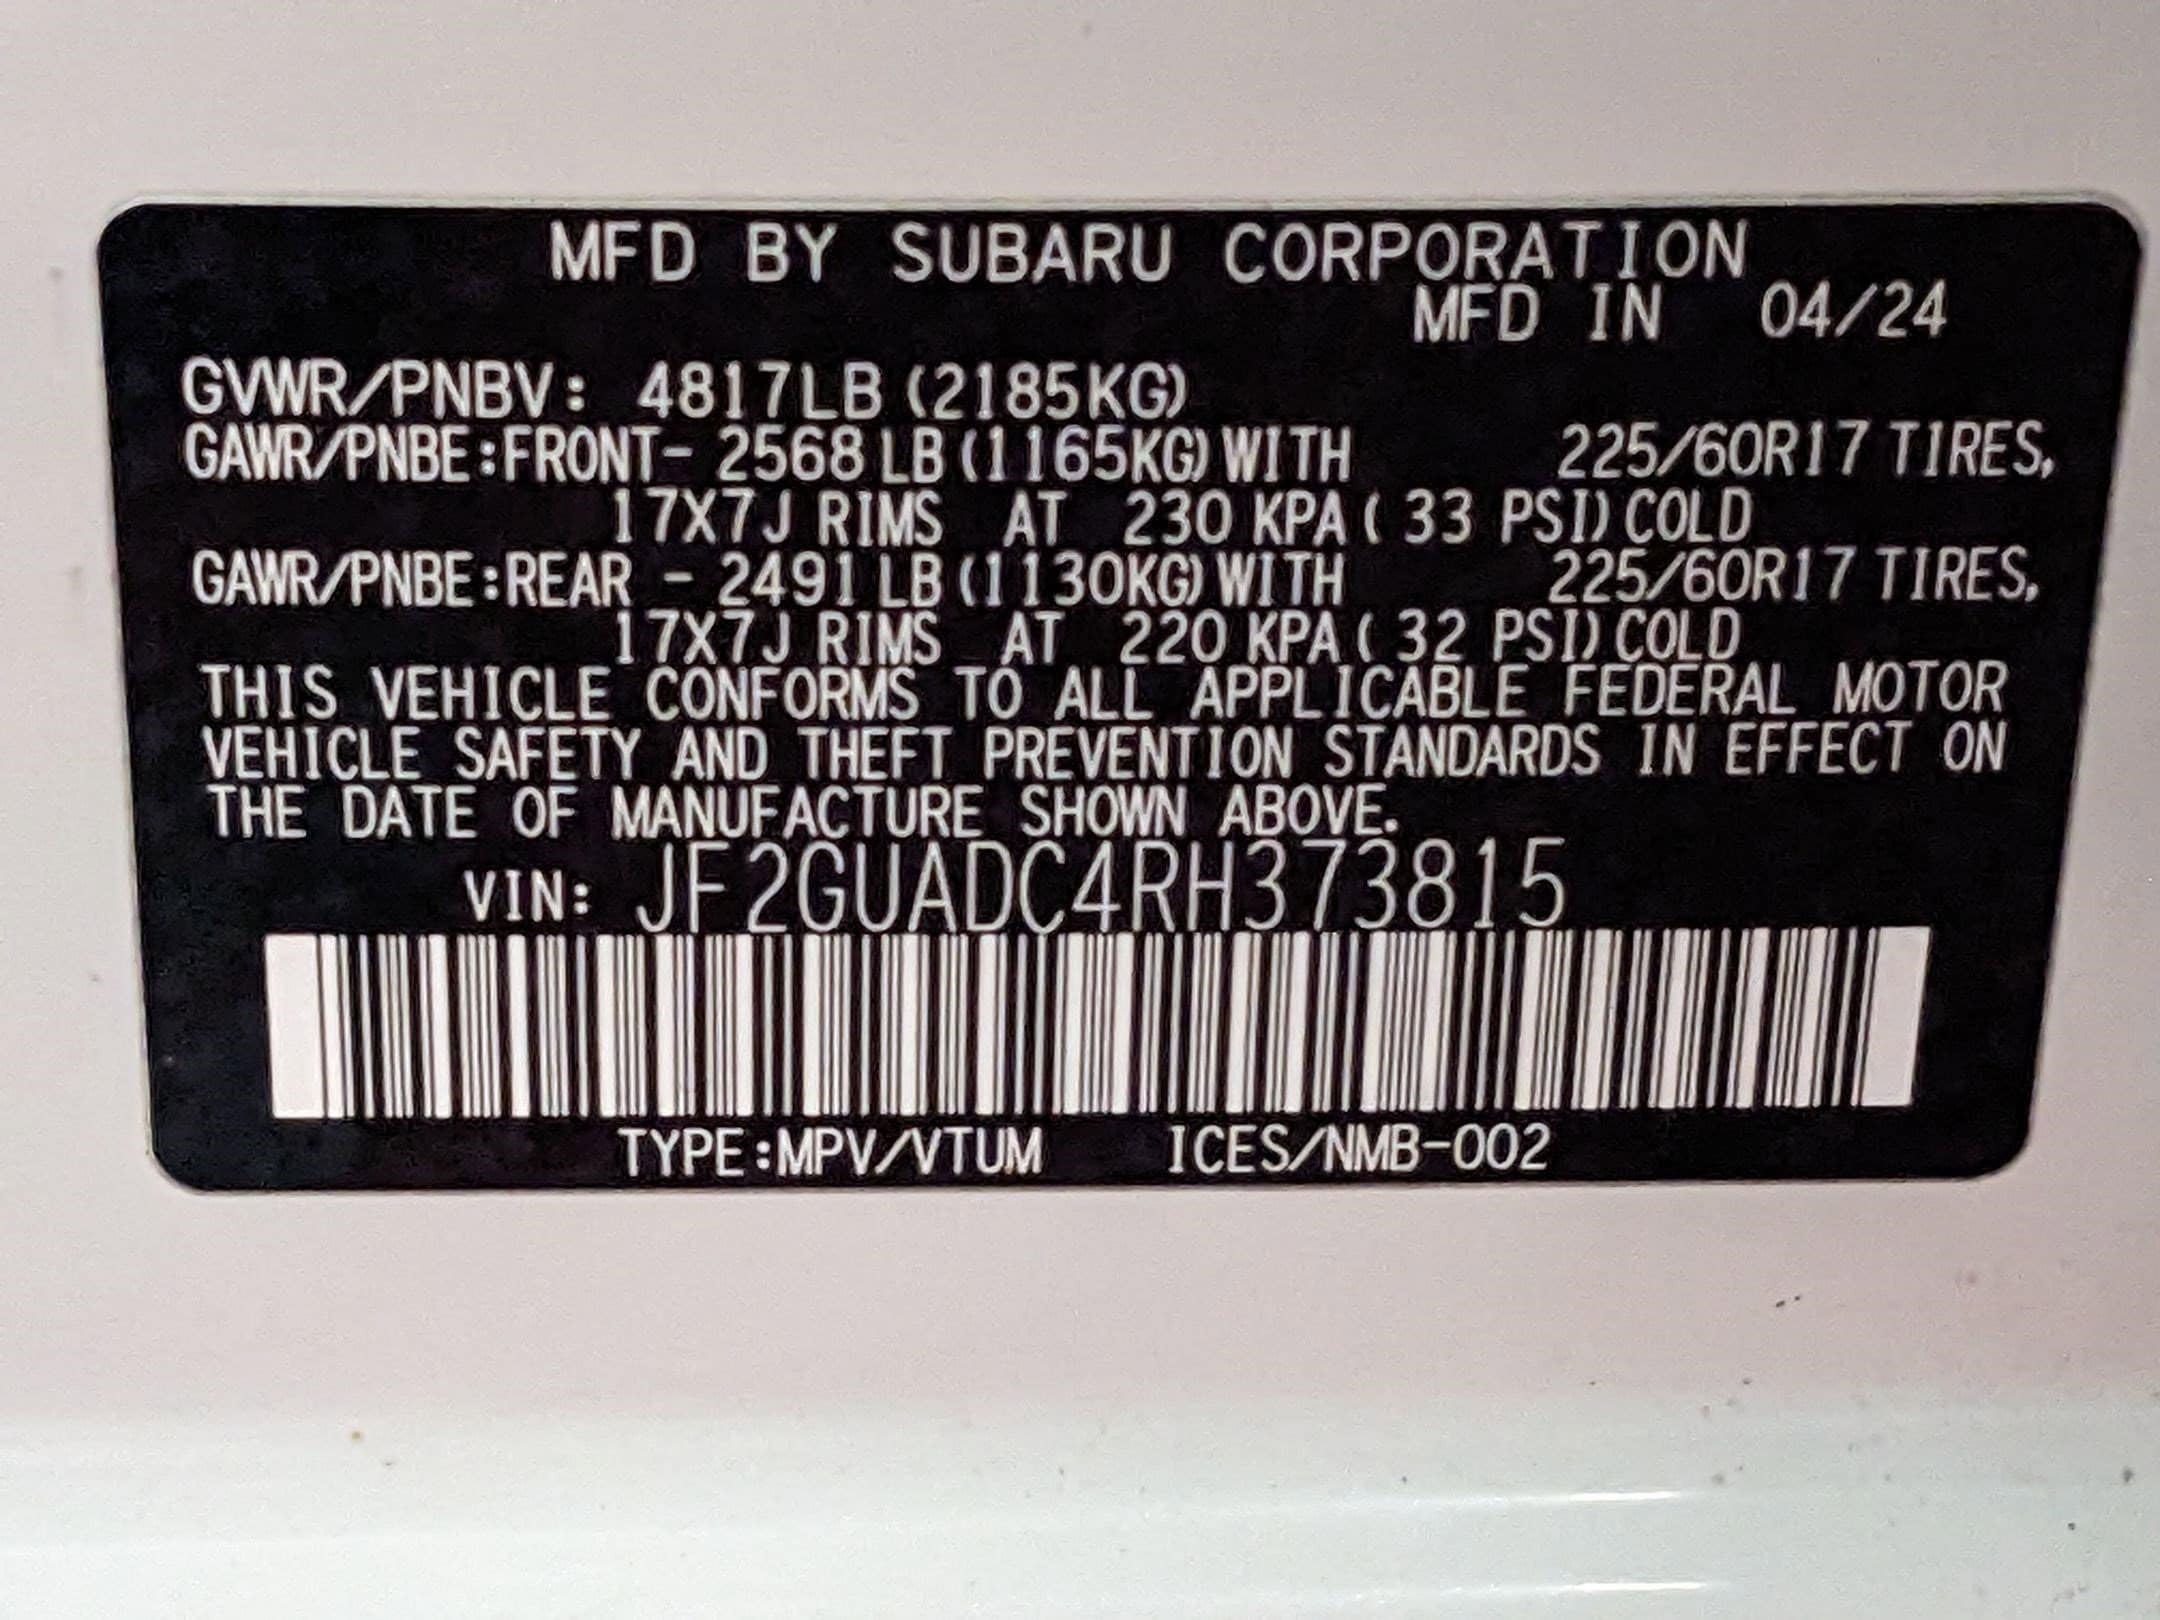 MFD BY SUBARU CORPORATION
MFD IN 04/24
GVWR/PNBV: 4817LB (2185KG)
GAWR/PNBE:FRONT- 2568 LB (1165KG) WITH 225/60R17 TIRES,
17X7J RIMS AT 230 KPA ( 33 PSI) COLD
GAWR/PNBE:REAR - 2491 LB (1130KG) WITH 225/60R17 TIRES,
17X7J RIMS AT 220 KPA ( 32 PSI) COLD
THIS VEHICLE CONFORMS TO ALL APPLICABLE FEDERAL MOTOR
VEHICLE SAFETY AND THEFT PREVENTION STANDARDS IN EFFECT ON
THE DATE OF MANUFACTURE SHOWN ABOVE.
VIN: JF2GUADC4RH373815
TYPE:MPV/VTUM ICES/NMB-002